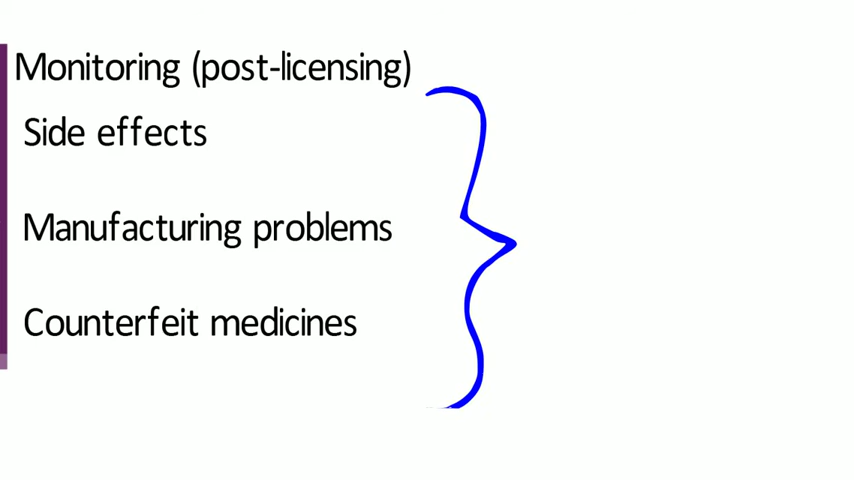 Monitoring (post-licensing)
Side effects
Manufacturing problems
Counterfeit medicines